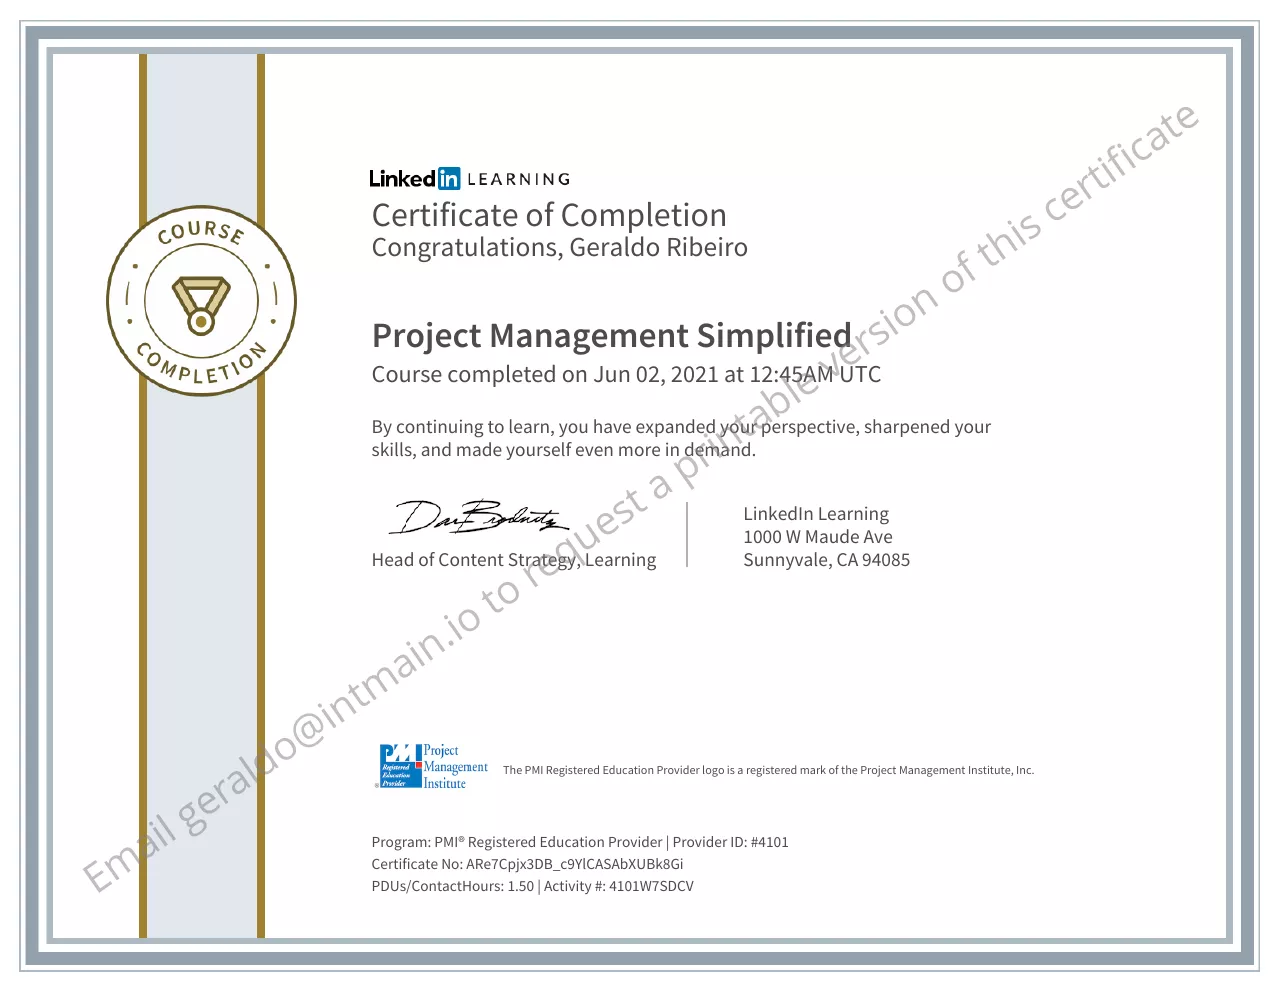 COURSE
COMPLETION
Linkedin LEARNING
Certificate of Completion
Congratulations, Geraldo Ribeiro
Project Management Simplified
Course completed on Jun 02, 2021 at 12:45AM UTC
By continuing to learn, you have expanded your perspective, sharpened your
skills, and made yourself even more in demand.
Head of Content Strategy, Learning
LinkedIn Learning
1000 W Maude Ave
Sunnyvale, CA 94085
Email geraldo@intmain.io to request a printable version of this certificate
PMI
Registered
Education
Provider
®
Project
Management
Institute
The PMI Registered Education Provider logo is a registered mark of the Project Management Institute, Inc.
Program: PMI® Registered Education Provider | Provider ID: #4101
Certificate No: ARe7Cpjx3DB_c9YlCASAbXUBk8Gi
PDUs/ContactHours: 1.50 | Activity #: 4101W7SDCV